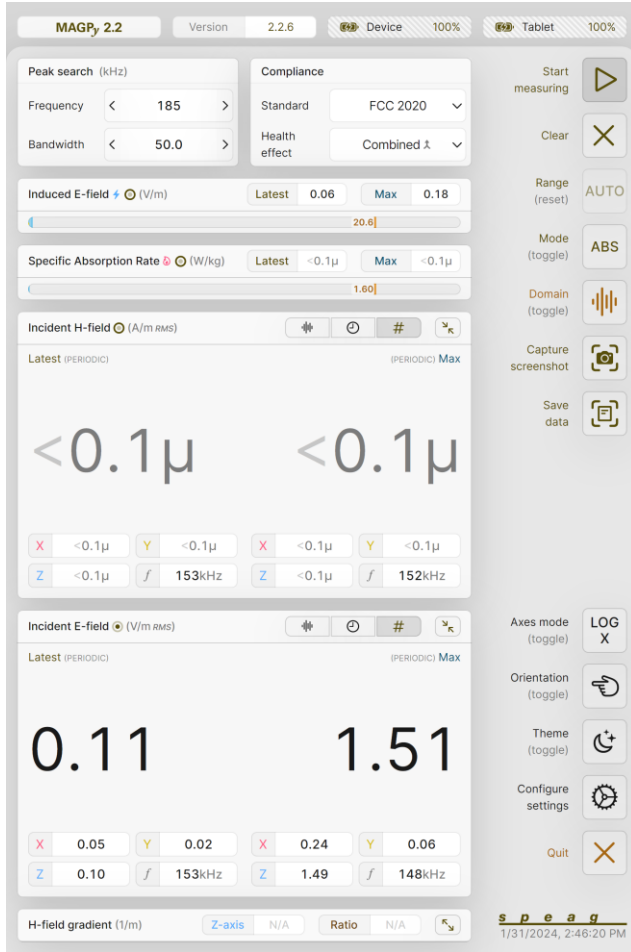 MAGPy 2.2 Version 2.2.6 Device 100% Tablet 100%
Peak search (kHz)
Frequency < 185 >
Bandwidth < 50.0 >
Compliance
Standard FCC 2020
Health effect Combined
Induced E-field (V/m) Latest 0.06 Max 0.18
20.6
Specific Absorption Rate (W/kg) Latest <0.1μ Max <0.1μ
1.60
Incident H-field (A/m RMS) #
Latest (PERIODIC) (PERIODIC) Max
<0.1μ <0.1μ
X <0.1μ Y <0.1μ X <0.1μ Y <0.1μ
Z <0.1μ f 153kHz Z <0.1μ f 152kHz
Incident E-field (V/m RMS) #
Latest (PERIODIC) (PERIODIC) Max
0.11 1.51
X 0.05 Y 0.02 X 0.24 Y 0.06
Z 0.10 f 153kHz Z 1.49 f 148kHz
H-field gradient (1/m) Z-axis N/A Ratio N/A
Start
measuring
Clear
Range
(reset) AUTO
Mode
(toggle) ABS
Domain
(toggle)
Capture
screenshot
Save
data
Axes mode
(toggle) LOG
X
Orientation
(toggle)
Theme
(toggle)
Configure
settings
Quit
speag
1/31/2024, 2:46:20 PM